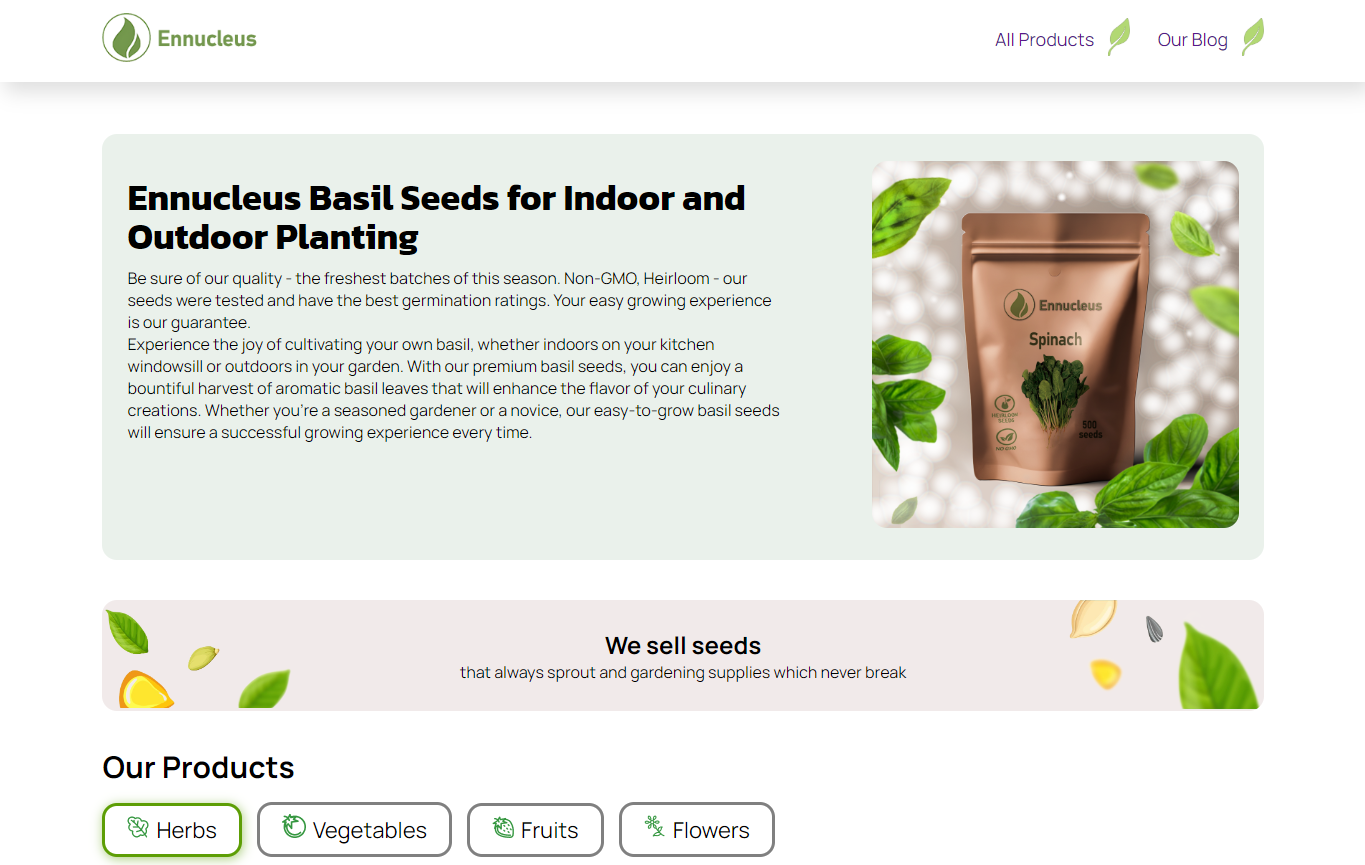 Ennucleus
All Products
Our Blog
Ennucleus Basil Seeds for Indoor and
Outdoor Planting
Be sure of our quality - the freshest batches of this season. Non-GMO, Heirloom - our
seeds were tested and have the best germination ratings. Your easy growing experience
is our guarantee.
Experience the joy of cultivating your own basil, whether indoors on your kitchen
windowsill or outdoors in your garden. With our premium basil seeds, you can enjoy a
bountiful harvest of aromatic basil leaves that will enhance the flavor of your culinary
creations. Whether you're a seasoned gardener or a novice, our easy-to-grow basil seeds
will ensure a successful growing experience every time.
Ennucleus
Spinach
HEIRLOOM
SEEDS
500
seeds
NO GMO
We sell seeds
that always sprout and gardening supplies which never break
Our Products
Herbs
Vegetables
Fruits
Flowers